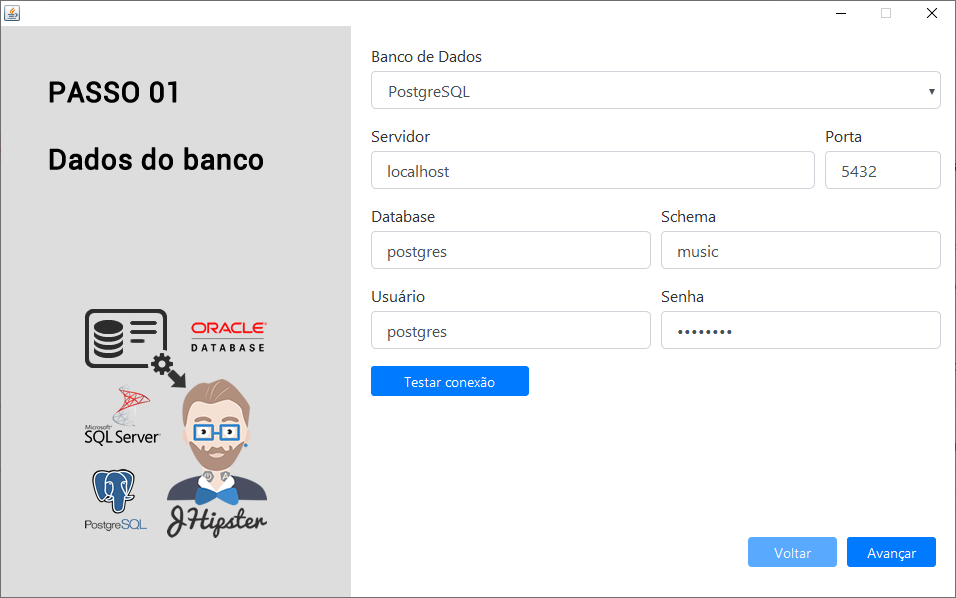 PASSO 01
Dados do banco
ORACLE
DATABASE
Microsoft
SQL Server
PostgreSQL
JHipster
Banco de Dados
PostgreSQL
Servidor
Porta
localhost
5432
Database
Schema
postgres
music
Usuário
Senha
postgres
••••••••
Testar conexão
Voltar
Avançar